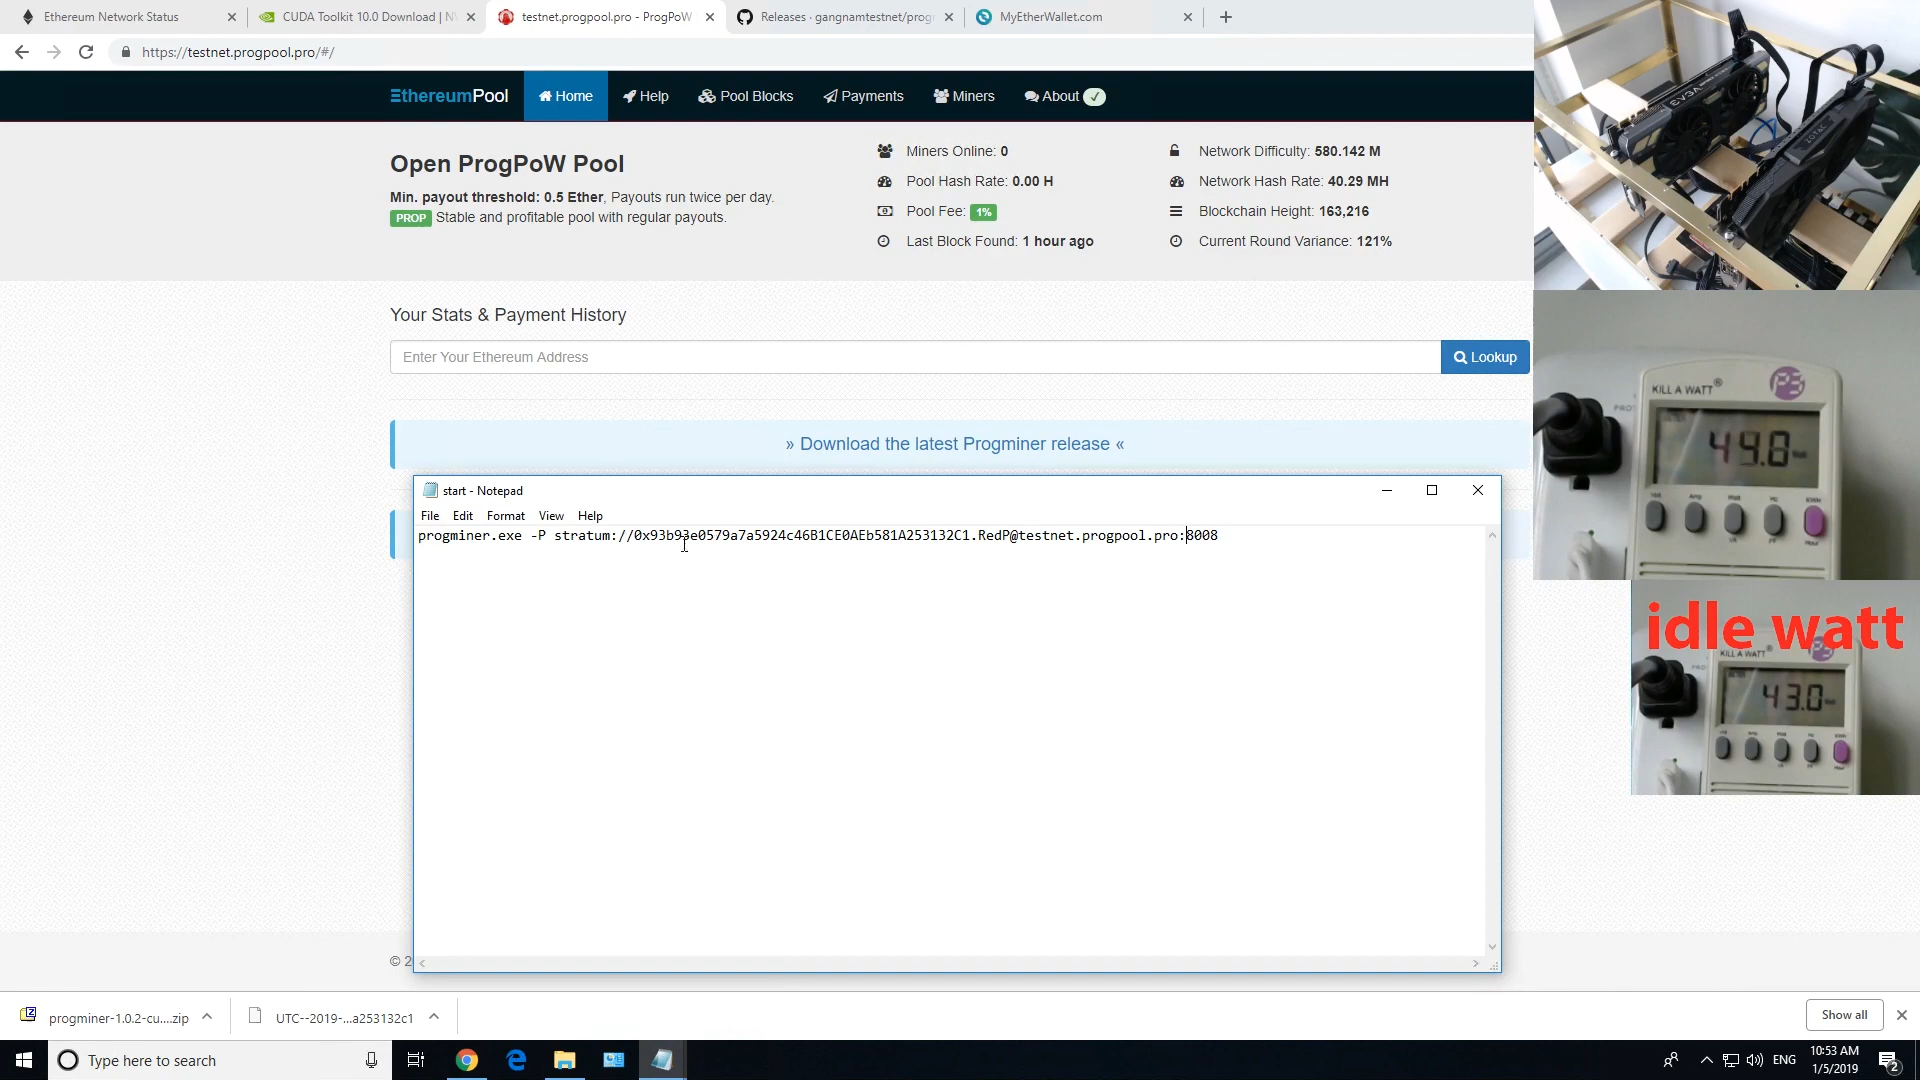 Ethereum Network Status
CUDA Toolkit 10.0 Download | NV
testnet.progpool.pro - ProgPoW
Releases · gangnamtestnet/prog
MyEtherWallet.com
https://testnet.progpool.pro/#/
EthereumPool
Home
Help
Pool Blocks
Payments
Miners
About
Open ProgPoW Pool
Min. payout threshold: 0.5 Ether, Payouts run twice per day.
PROP Stable and profitable pool with regular payouts.
Miners Online: 0
Pool Hash Rate: 0.00 H
Pool Fee: 1%
Last Block Found: 1 hour ago
Network Difficulty: 580.142 M
Network Hash Rate: 40.29 MH
Blockchain Height: 163,216
Current Round Variance: 121%
Your Stats & Payment History
Enter Your Ethereum Address
Lookup
» Download the latest Progminer release «
start - Notepad
File Edit Format View Help
progminer.exe -P stratum://0x93b93e0579a7a5924c46B1CE0AEb581A253132C1.RedP@testnet.progpool.pro:8008
© 2
EVGA
ZOTAC
KILL A WATT®
P3
49.8
idle watt
KILL A WATT®
P3
43.0
progminer-1.0.2-cu....zip
UTC--2019-...a253132c1
Show all
Type here to search
ENG
10:53 AM
1/5/2019
2